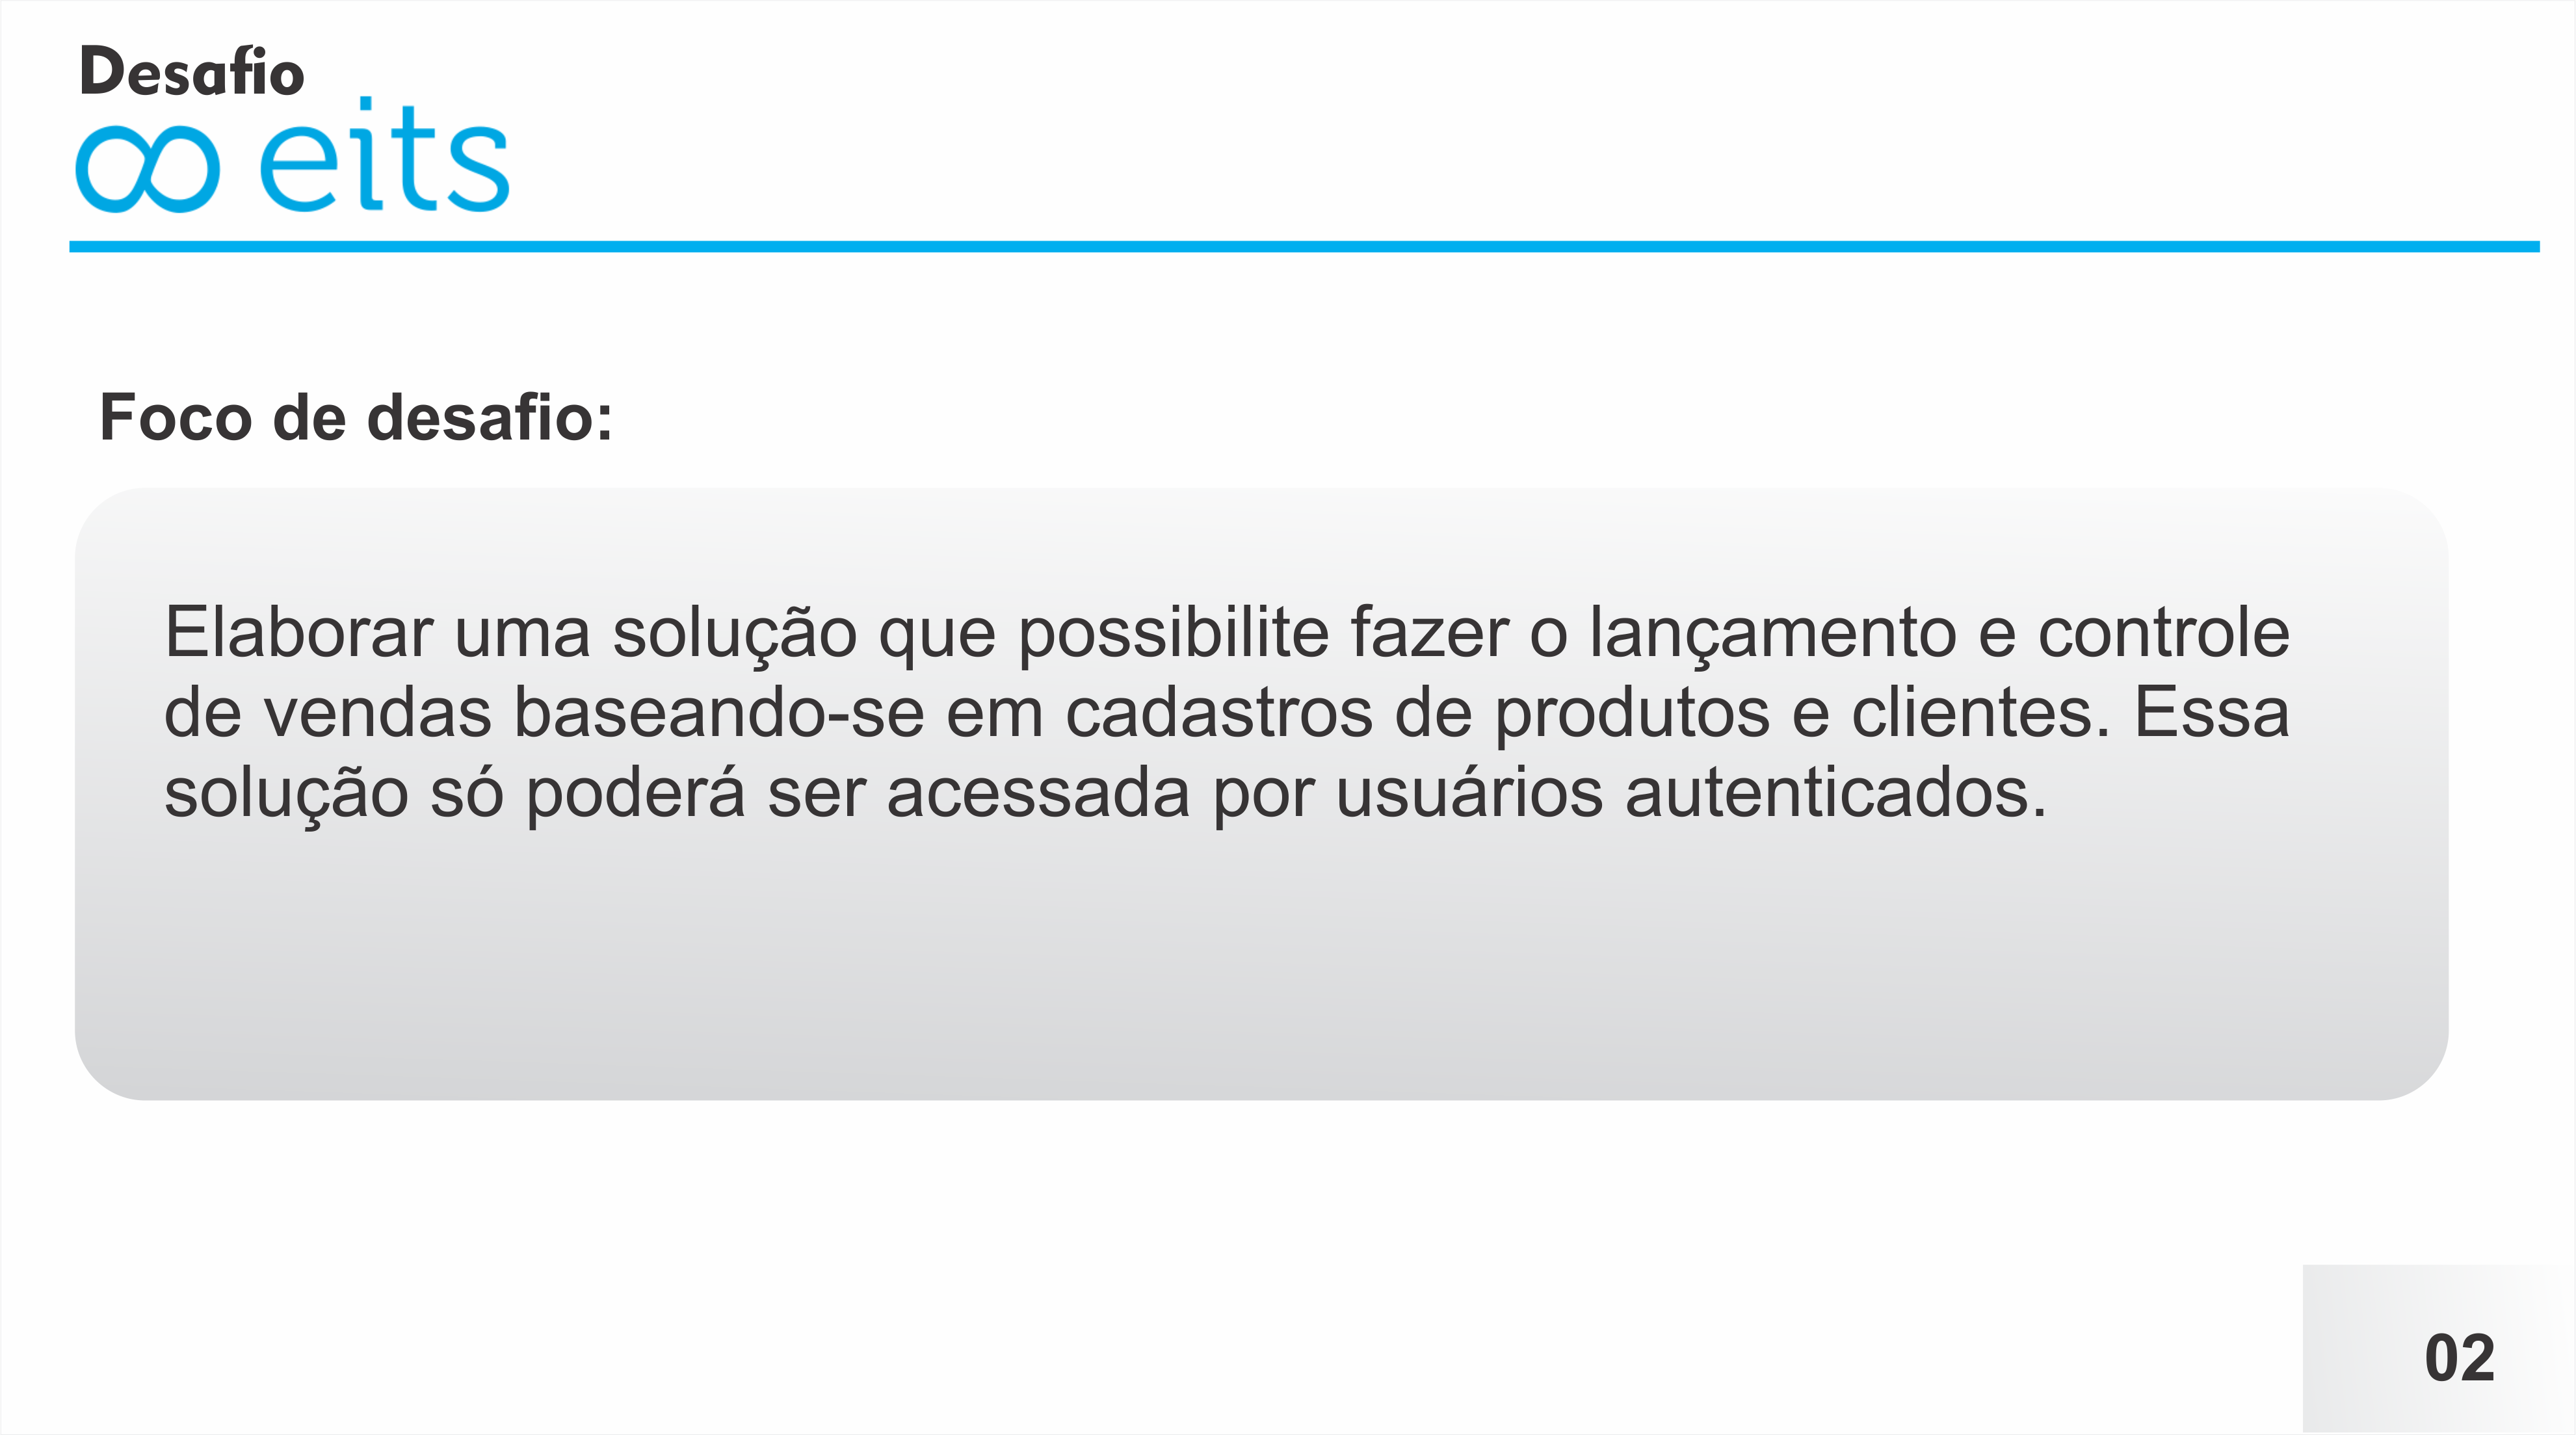 Desafio
eits
Foco de desafio:
Elaborar uma solução que possibilite fazer o lançamento e controle
de vendas baseando-se em cadastros de produtos e clientes. Essa
solução só poderá ser acessada por usuários autenticados.
02